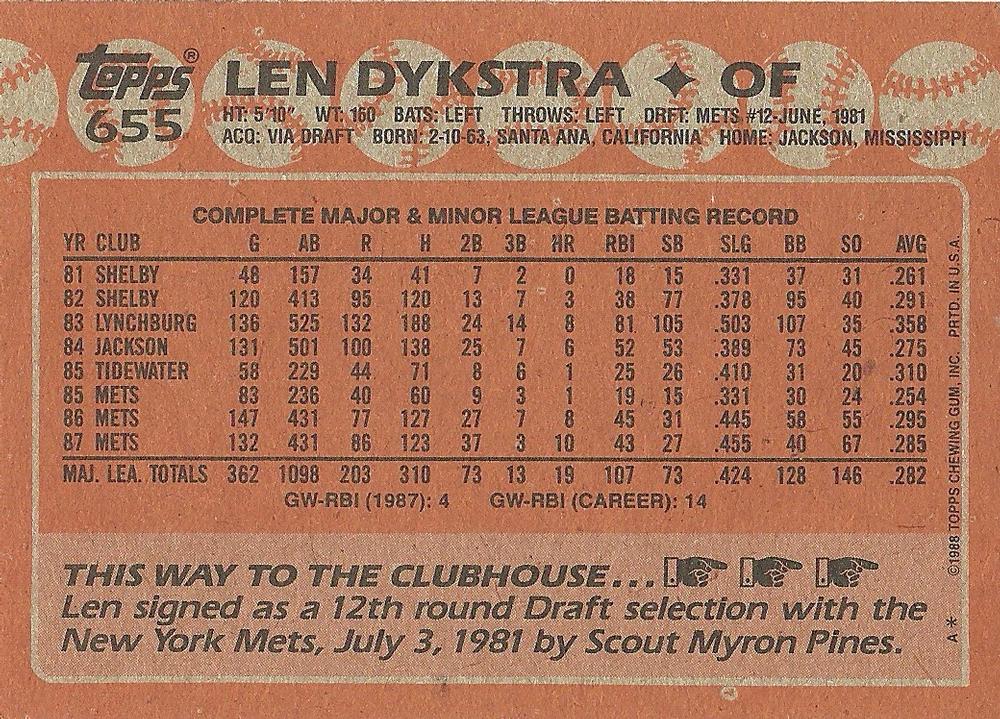 topps® LEN DYKSTRA ✦ OF
655 HT: 5'10" WT: 160 BATS: LEFT THROWS: LEFT DRFT: METS #12-JUNE, 1981
ACQ: VIA DRAFT BORN: 2-10-63, SANTA ANA, CALIFORNIA HOME: JACKSON, MISSISSIPPI
COMPLETE MAJOR & MINOR LEAGUE BATTING RECORD
YR CLUB G AB R H 2B 3B HR RBI SB SLG BB SO AVG
81 SHELBY 48 157 34 41 7 2 0 18 15 .331 37 31 .261
82 SHELBY 120 413 95 120 13 7 3 38 77 .378 95 40 .291
83 LYNCHBURG 136 525 132 188 24 14 8 81 105 .503 107 35 .358
84 JACKSON 131 501 100 138 25 7 6 52 53 .389 73 45 .275
85 TIDEWATER 58 229 44 71 8 6 1 25 26 .410 31 20 .310
85 METS 83 236 40 60 9 3 1 19 15 .331 30 24 .254
86 METS 147 431 77 127 27 7 8 45 31 .445 58 55 .295
87 METS 132 431 86 123 37 3 10 43 27 .455 40 67 .285
MAJ. LEA. TOTALS 362 1098 203 310 73 13 19 107 73 .424 128 146 .282
GW-RBI (1987): 4 GW-RBI (CAREER): 14
THIS WAY TO THE CLUBHOUSE...
Len signed as a 12th round Draft selection with the
New York Mets, July 3, 1981 by Scout Myron Pines.
A * ©1988 TOPPS CHEWING GUM, INC. PRTD. IN U.S.A.